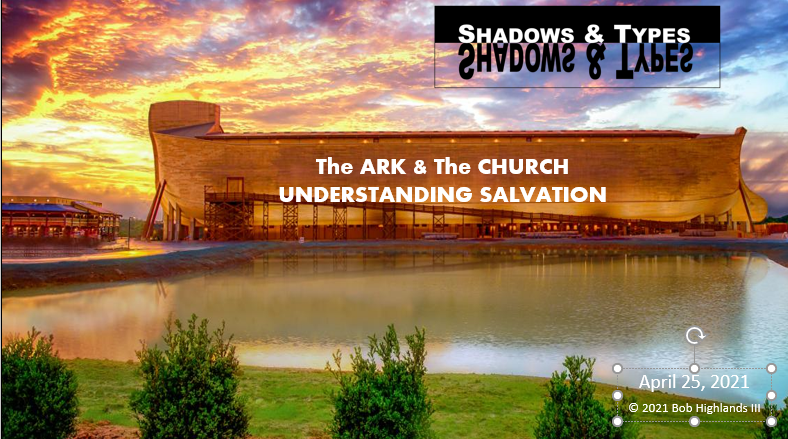 SHADOWS & TYPES
SHADOWS & TYPES
The ARK & The CHURCH
UNDERSTANDING SALVATION
April 25, 2021
© 2021 Bob Highlands III